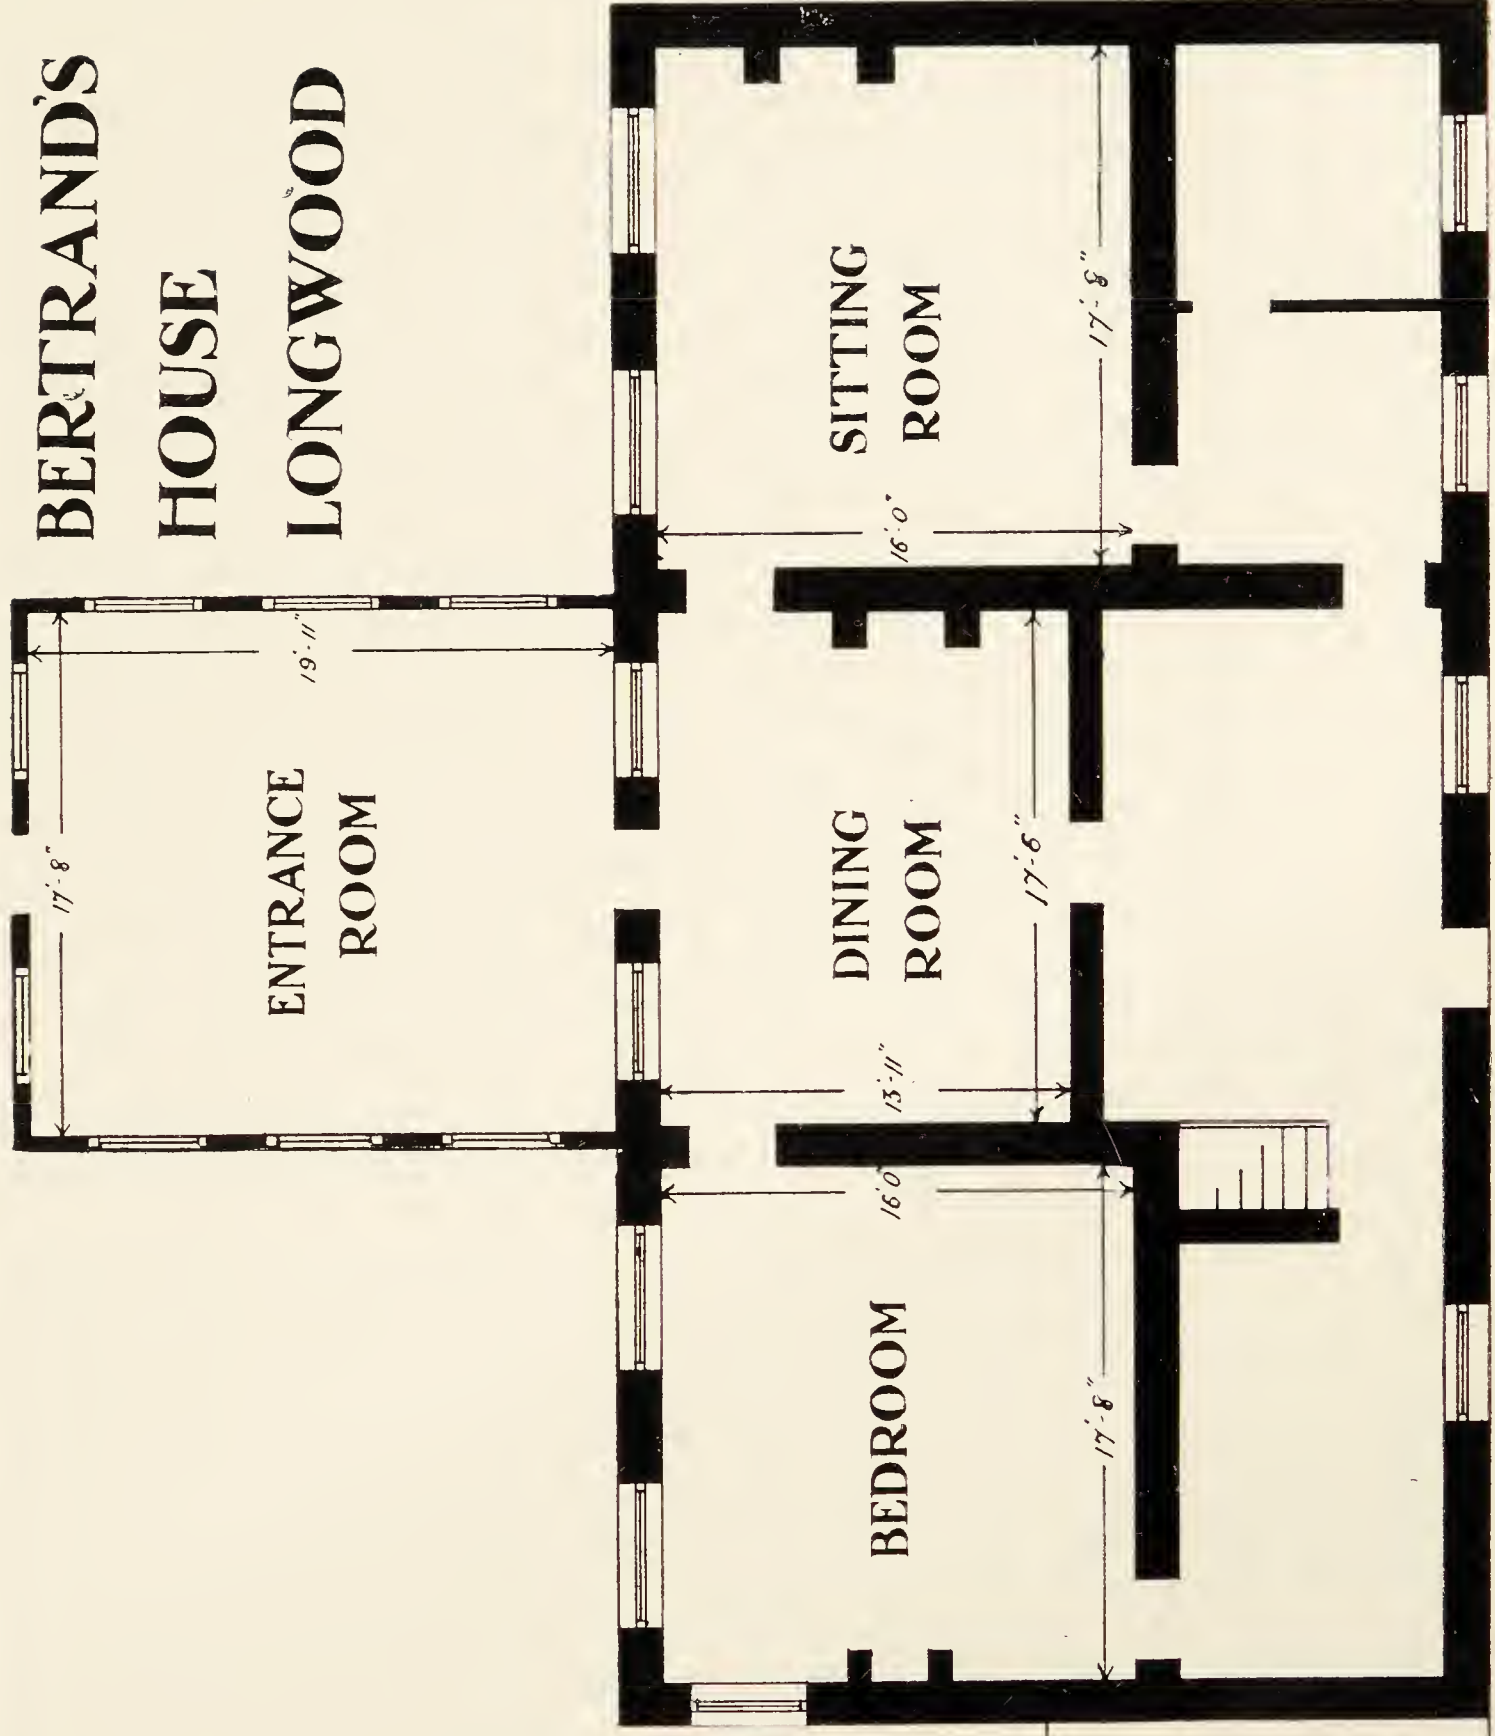 BERTRAND'S
HOUSE
LONGWOOD
ENTRANCE
ROOM
17'-8"
19'-11"
BEDROOM
16'0"
17'-8"
DINING
ROOM
13'-11"
17'-6"
SITTING
ROOM
16'-0"
17'-8"